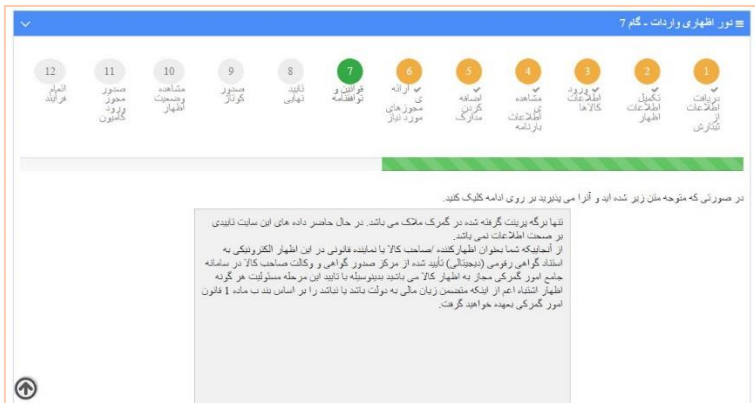 تور اظهاری واردات - گام 7
1
دریافت
اطلاعات
از
ثبتارش
2
تکمیل
اطلاعات
اظهار
3
ورود
اطلاعات
کالاها
4
مشاهده
ی
اطلاعات
بارنامه
5
اضافه
کردن
مدارک
6
ارائه
ی
مجوزهای
مورد نیاز
7
قوانین و
توافقنامه
8
تایید
نهایی
9
صدور
کوتاژ
10
مشاهده
وضعیت
اظهار
11
صدور
مجوز
ورود
کامیون
12
اتمام
فرآیند
در صورتی که متوجه متن زیر شده اید و آنرا می پذیرید بر روی ادامه کلیک کنید.
تنها برگه پرینت گرفته شده در گمرک ملاک می باشد. در حال حاضر داده های این سایت تاییدی
بر صحت اطلاعات نمی باشد.
از آنجاییکه شما بعنوان اظهارکننده /صاحب کالا یا نماینده قانونی در این اظهار الکترونیکی به
استناد گواهی رقومی (دیجیتالی) تأیید شده از مرکز صدور گواهی و وکالت صاحب کالا در سامانه
جامع امور گمرکی مجاز به اظهار کالا می باشید بدینوسیله با تایید این مرحله مسئولیت هر گونه
اظهار اشتباه اعم از اینکه متضمن زیان مالی به دولت باشد یا نباشد را بر اساس بند ب ماده 1 قانون
امور گمرکی بعهده خواهید گرفت.